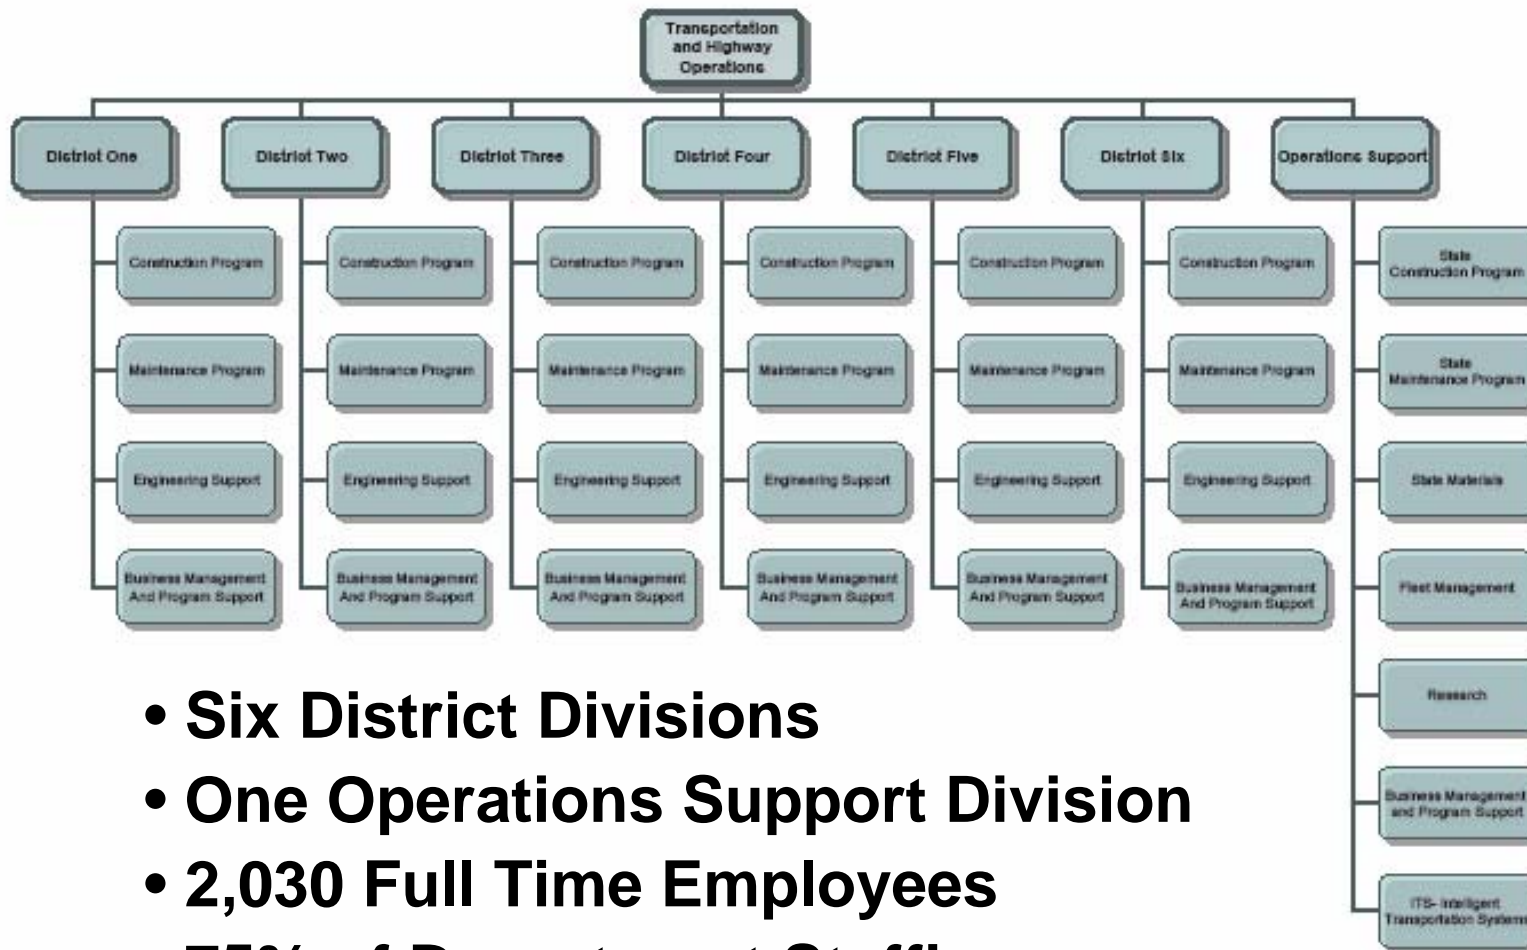 Transportation
and Highway
Operations
District One
District Two
District Three
District Four
District Five
District Six
Operations Support
Construction Program
Construction Program
Construction Program
Construction Program
Construction Program
Construction Program
State
Construction Program
Maintenance Program
Maintenance Program
Maintenance Program
Maintenance Program
Maintenance Program
Maintenance Program
State
Maintenance Program
Engineering Support
Engineering Support
Engineering Support
Engineering Support
Engineering Support
Engineering Support
State Materials
Business Management
And Program Support
Business Management
And Program Support
Business Management
And Program Support
Business Management
And Program Support
Business Management
And Program Support
Business Management
And Program Support
Fleet Management
Research
Business Management
and Program Support
ITS- Intelligent
Transportation Systems
• Six District Divisions
• One Operations Support Division
• 2,030 Full Time Employees
75% of Department